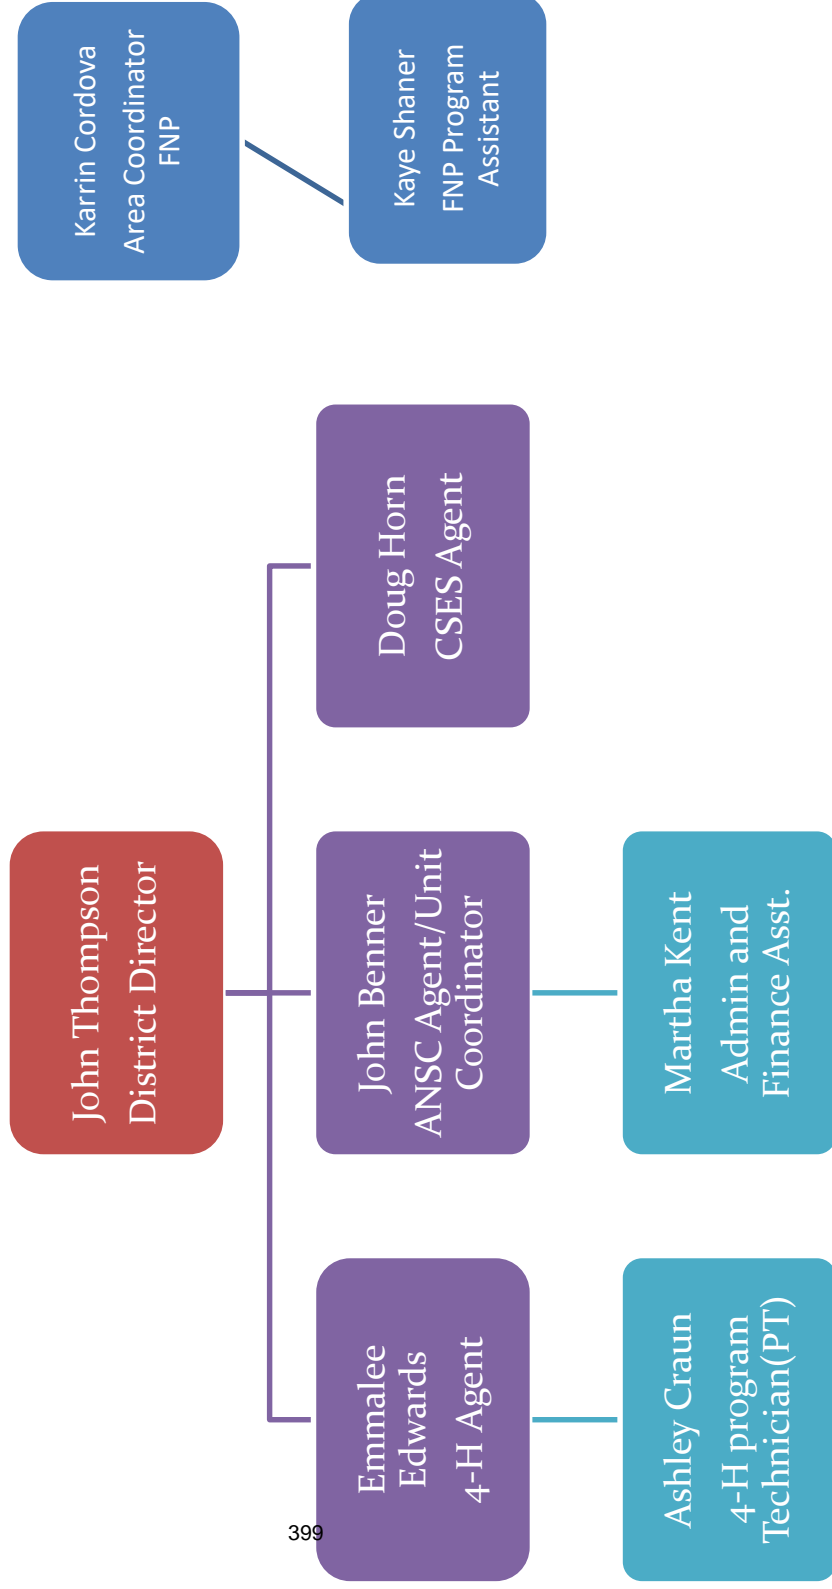 John Thompson
District Director
Emmalee
Edwards
4-H Agent
John Benner
ANSC Agent/Unit
Coordinator
Doug Horn
CSES Agent
Ashley Craun
4-H program
Technician(PT)
Martha Kent
Admin and
Finance Asst.
Karrin Cordova
Area Coordinator
FNP
Kaye Shaner
FNP Program
Assistant
399